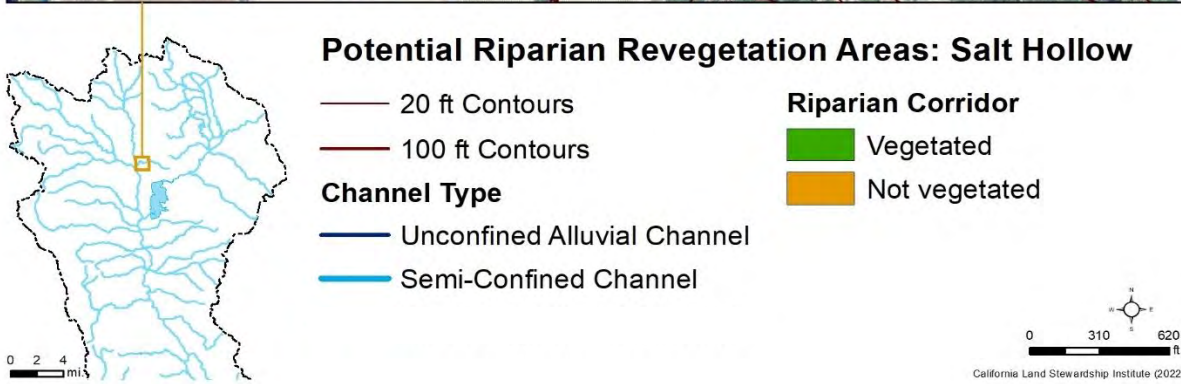 Potential Riparian Revegetation Areas: Salt Hollow
20 ft Contours
100 ft Contours
Channel Type
Unconfined Alluvial Channel
Semi-Confined Channel
Riparian Corridor
Vegetated
Not vegetated
0 2 4
mi.
N
W E
S
0 310 620
ft
California Land Stewardship Institute (2022